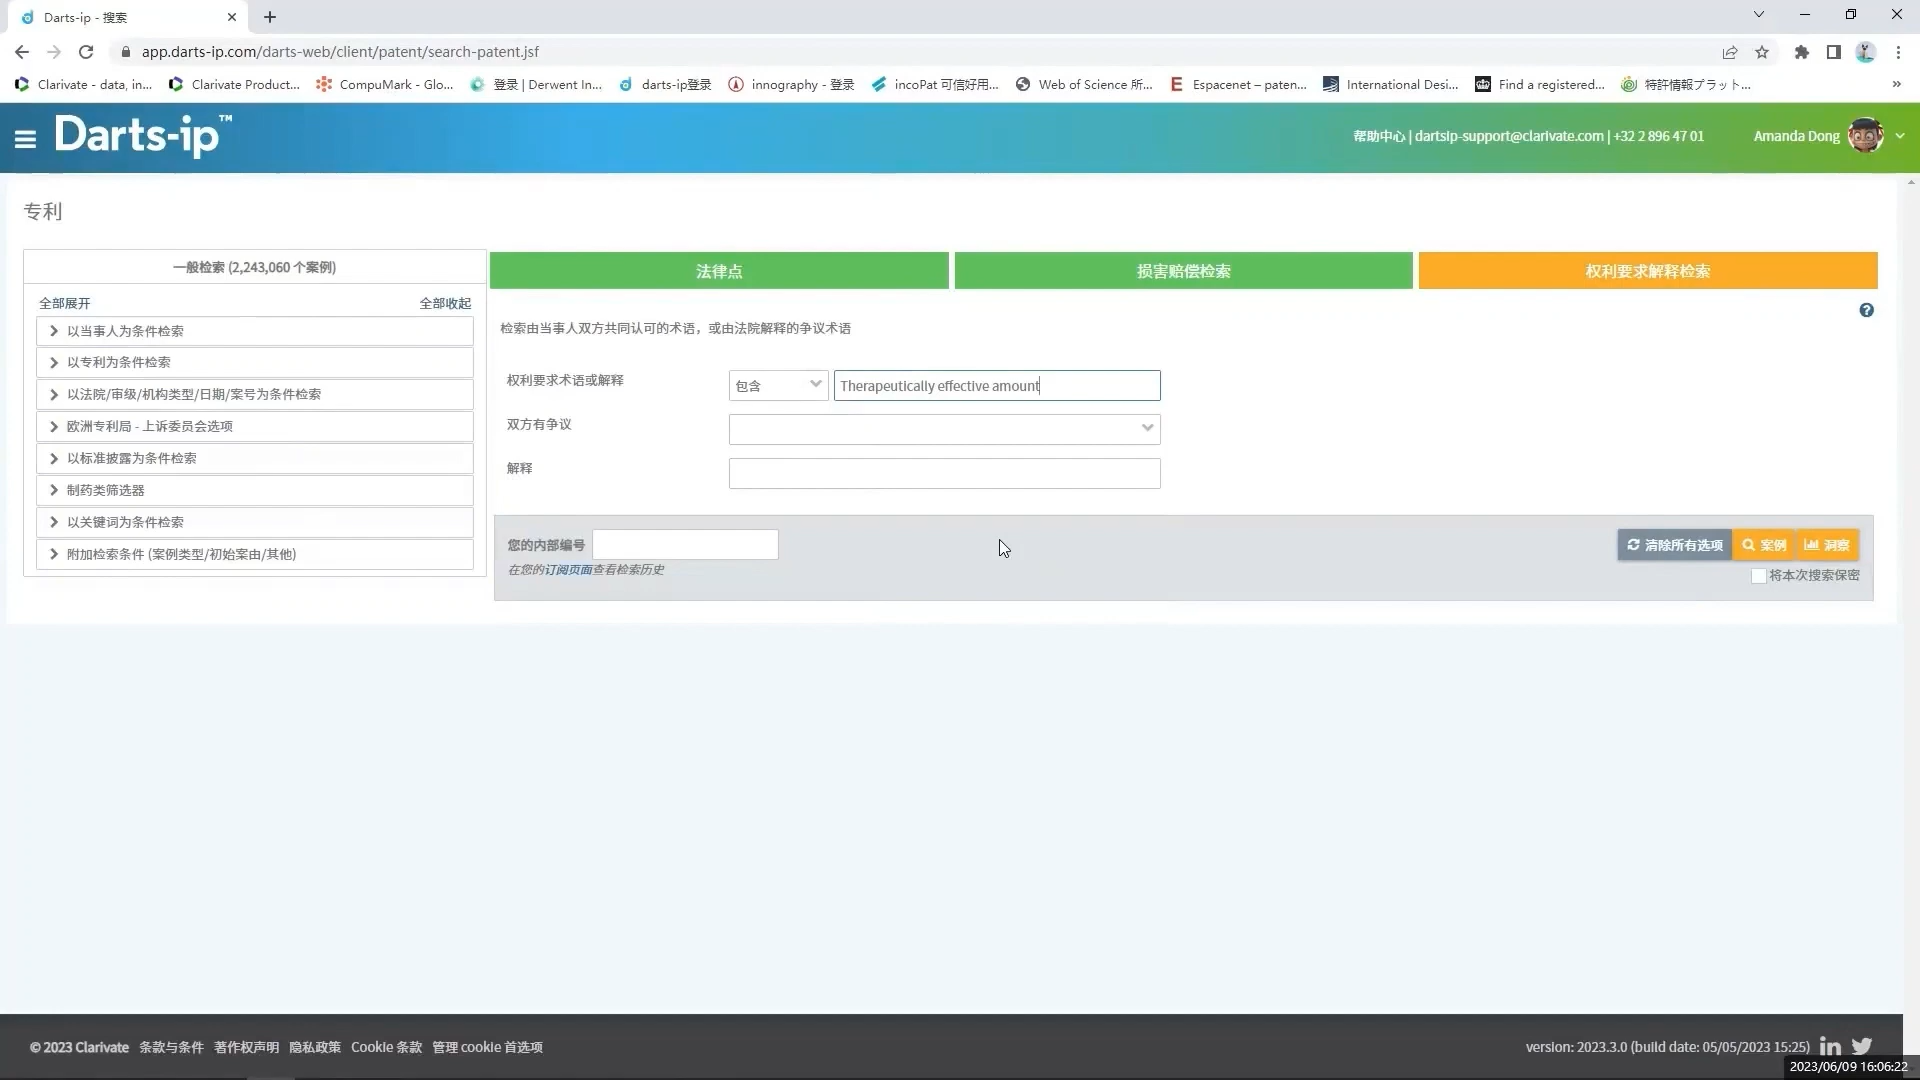 Darts-ip - 搜索
app.darts-ip.com/darts-web/client/patent/search-patent.jsf
Clarivate - data, in...
Clarivate Product...
CompuMark - Glo...
登录 | Derwent In...
darts-ip登录
innography - 登录
incoPat 可信好用...
Web of Science 所...
Espacenet – paten...
International Desi...
Find a registered...
特許情報プラット...
Darts-ip™
帮助中心 | dartsip-support@clarivate.com | +32 2 896 47 01
Amanda Dong
专利
一般检索 (2,243,060 个案例)
全部展开
全部收起
以当事人为条件检索
以专利为条件检索
以法院/审级/机构类型/日期/案号为条件检索
欧洲专利局 - 上诉委员会选项
以标准披露为条件检索
制药类筛选器
以关键词为条件检索
附加检索条件 (案例类型/初始案由/其他)
法律点
损害赔偿检索
权利要求解释检索
检索由当事人双方共同认可的术语，或由法院解释的争议术语
权利要求术语或解释
包含
Therapeutically effective amount
双方有争议
解释
您的内部编号
在您的订阅页面查看检索历史
清除所有选项
案例
洞察
将本次搜索保密
© 2023 Clarivate 条款与条件 著作权声明 隐私政策 Cookie 条款 管理 cookie 首选项
version: 2023.3.0 (build date: 05/05/2023 15:25)
2023/06/09 16:06:22